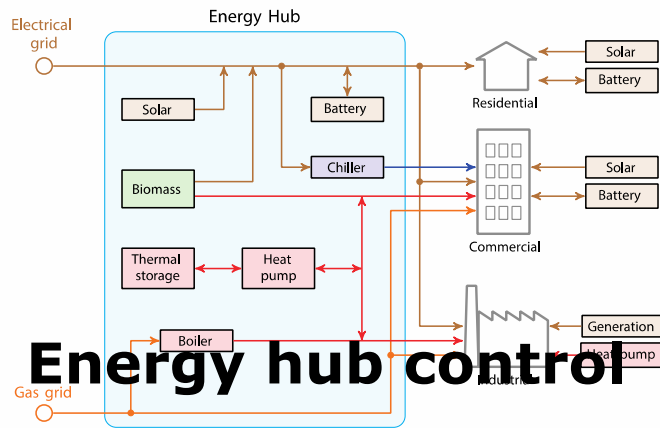 Energy Hub
Electrical
grid
Solar
Battery
Residential
Solar
Battery
Chiller
Biomass
Commercial
Solar
Battery
Thermal
storage
Heat
pump
Boiler
Industrial
Generation
Heat pump
Energy hub control
Gas grid